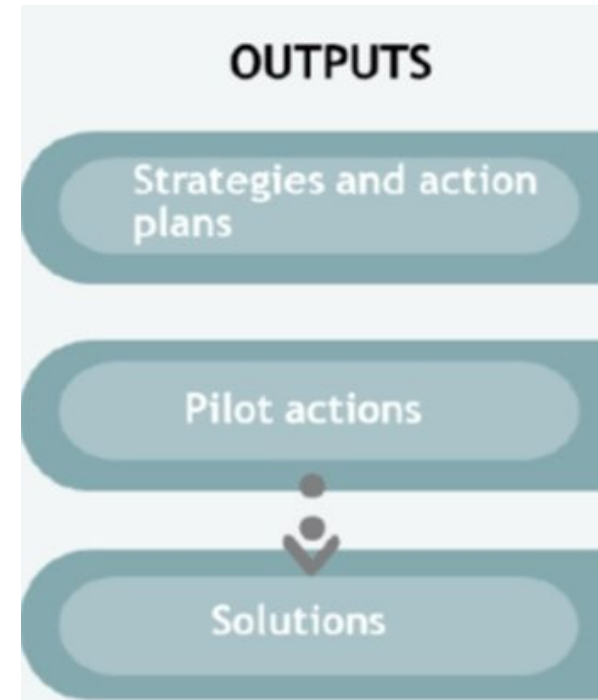 OUTPUTS
Strategies and action
plans
Pilot actions
Solutions